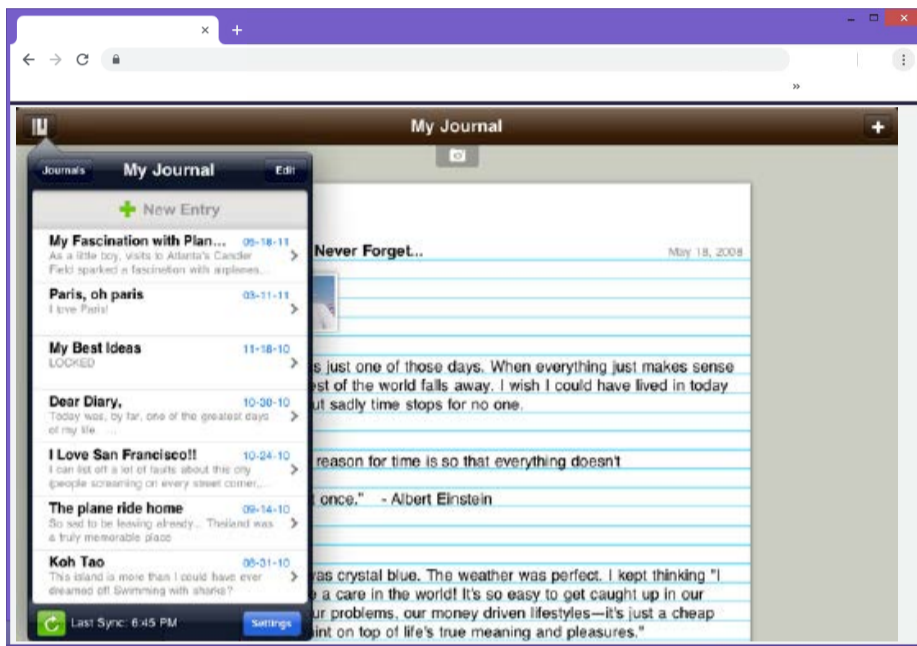 My Journal
Journals
My Journal
Edit
New Entry
My Fascination with Plan... 05-18-11
As a little boy, visits to Atlanta's Candler
Field sparked a fascination with airplanes...
Paris, oh paris 03-11-11
I love Paris!
My Best Ideas 11-18-10
LOCKED
Dear Diary, 10-30-10
Today was, by far, one of the greatest days
of my life. ...
I Love San Francisco!! 10-24-10
I can list off a lot of faults about this city
(people screaming on every street corner,...
The plane ride home 09-14-10
So sad to be leaving already... Thailand was
a truly memorable place
Koh Tao 08-31-10
This island is more than I could have ever
dreamed of! Swimming with sharks?
Last Sync: 6:45 PM
Settings
Never Forget... May 18, 2008
s just one of those days. When everything just makes sense
est of the world falls away. I wish I could have lived in today
ut sadly time stops for no one.
reason for time is so that everything doesn't
once." - Albert Einstein
was crystal blue. The weather was perfect. I kept thinking "I
a care in the world! It's so easy to get caught up in our
ur problems, our money driven lifestyles—it's just a cheap
int on top of life's true meaning and pleasures."